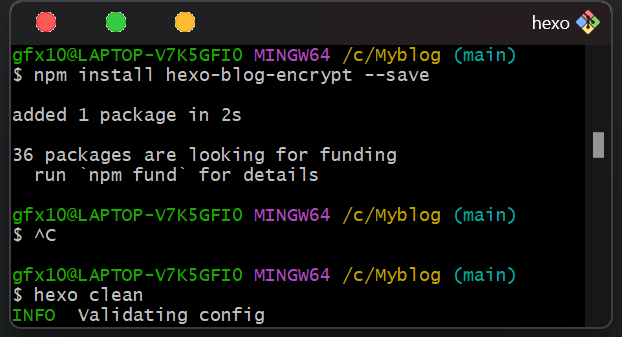 hexo
gfx10@LAPTOP-V7K5GFI0 MINGW64 /c/Myblog (main)
$ npm install hexo-blog-encrypt --save
added 1 package in 2s
36 packages are looking for funding
  run `npm fund` for details
gfx10@LAPTOP-V7K5GFI0 MINGW64 /c/Myblog (main)
$ ^C
gfx10@LAPTOP-V7K5GFI0 MINGW64 /c/Myblog (main)
$ hexo clean
INFO  Validating config